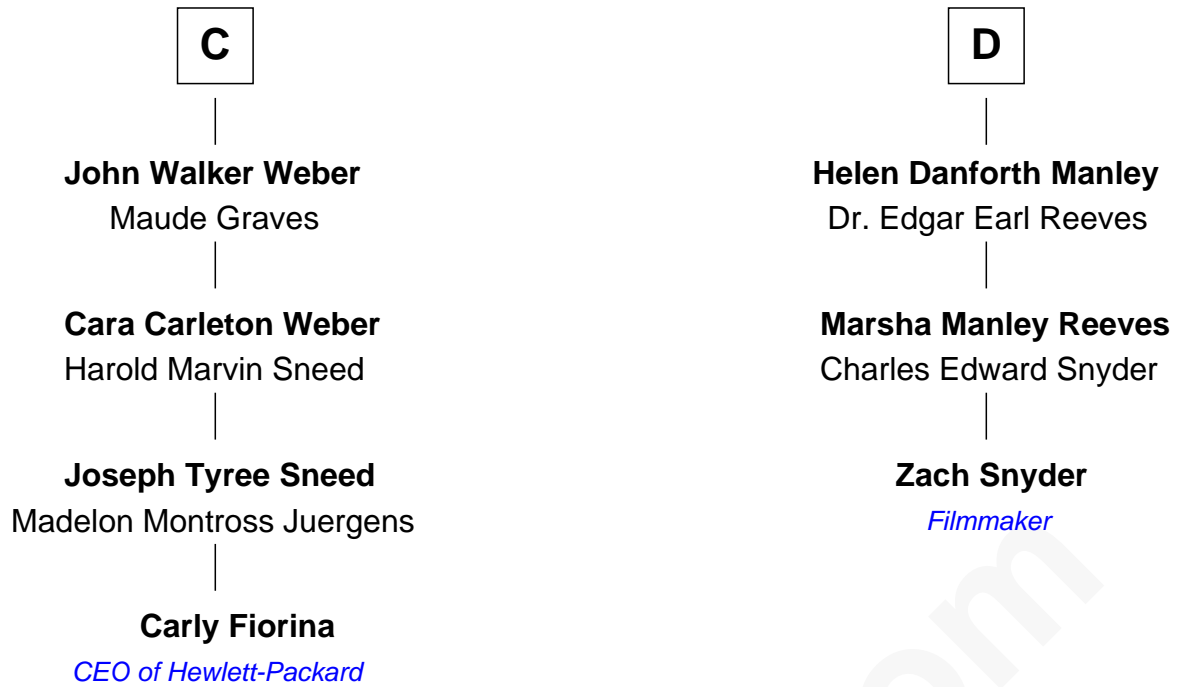 C
John Walker Weber
Maude Graves
Cara Carleton Weber
Harold Marvin Sneed
Joseph Tyree Sneed
Madelon Montross Juergens
Carly Fiorina
CEO of Hewlett-Packard
D
Helen Danforth Manley
Dr. Edgar Earl Reeves
Marsha Manley Reeves
Charles Edward Snyder
Zach Snyder
Filmmaker
om